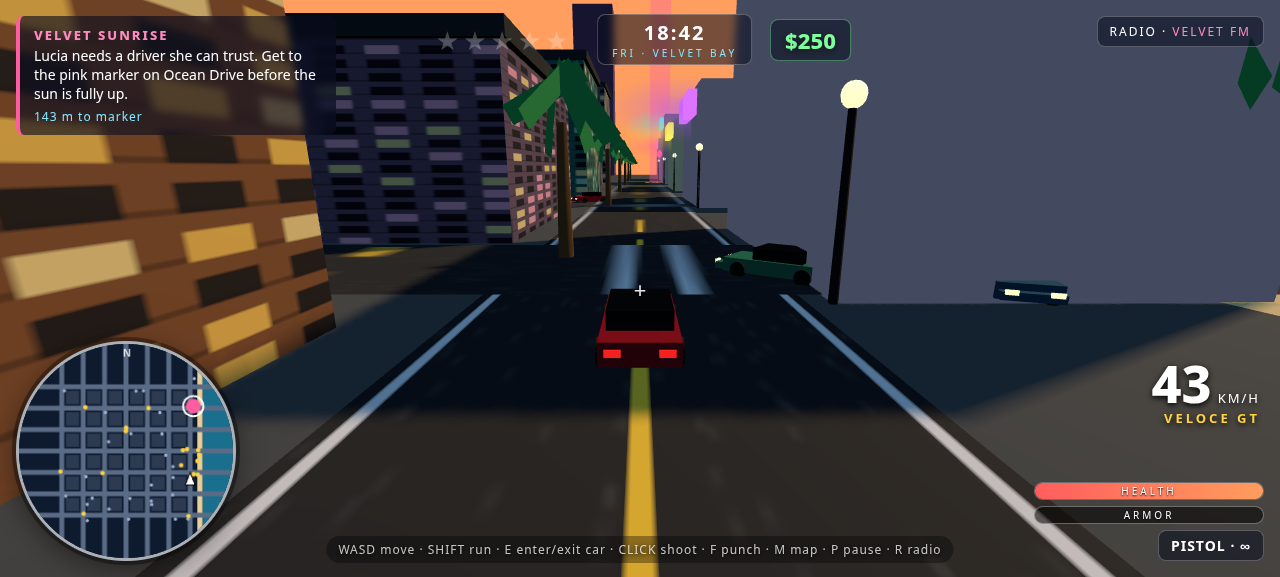 VELVET SUNRISE
Lucia needs a driver she can trust. Get to
the pink marker on Ocean Drive before the
sun is fully up.
143 m to marker
18:42
FRI · VELVET BAY
$250
RADIO · VELVET FM
N
43 KM/H
VELOCE GT
HEALTH
ARMOR
PISTOL · ∞
WASD move · SHIFT run · E enter/exit car · CLICK shoot · F punch · M map · P pause · R radio